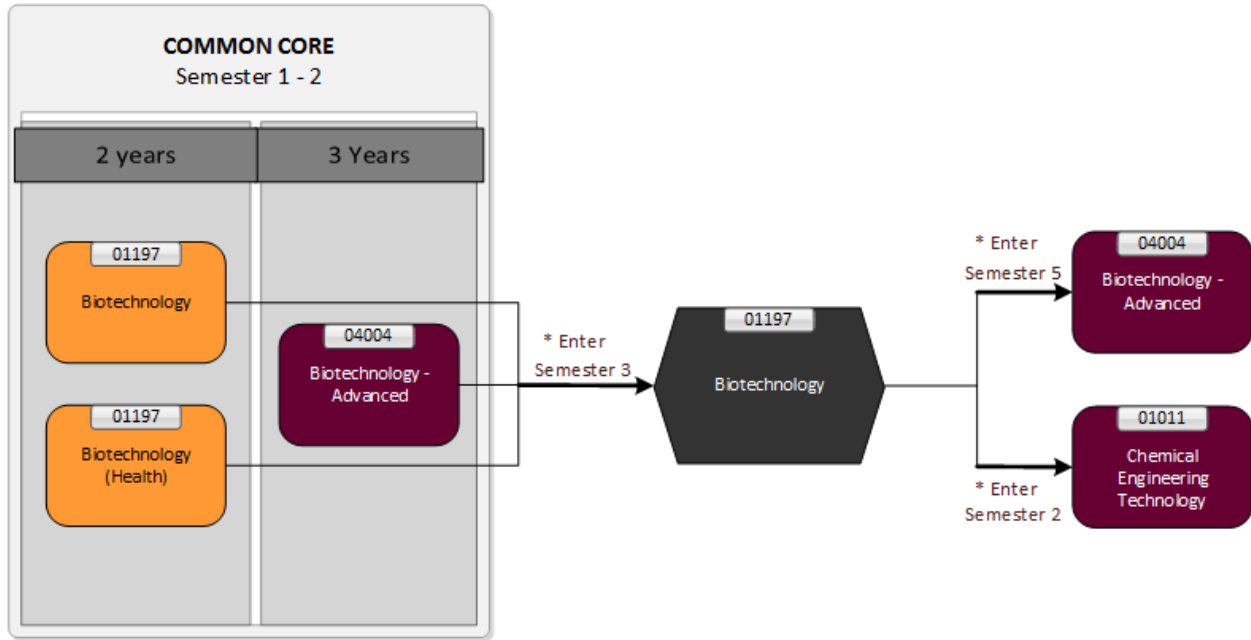 COMMON CORE
Semester 1 - 2
2 years
3 Years
01197
Biotechnology
01197
Biotechnology
(Health)
04004
Biotechnology -
Advanced
* Enter
Semester 3
01197
Biotechnology
* Enter
Semester 5
04004
Biotechnology -
Advanced
* Enter
Semester 2
01011
Chemical
Engineering
Technology